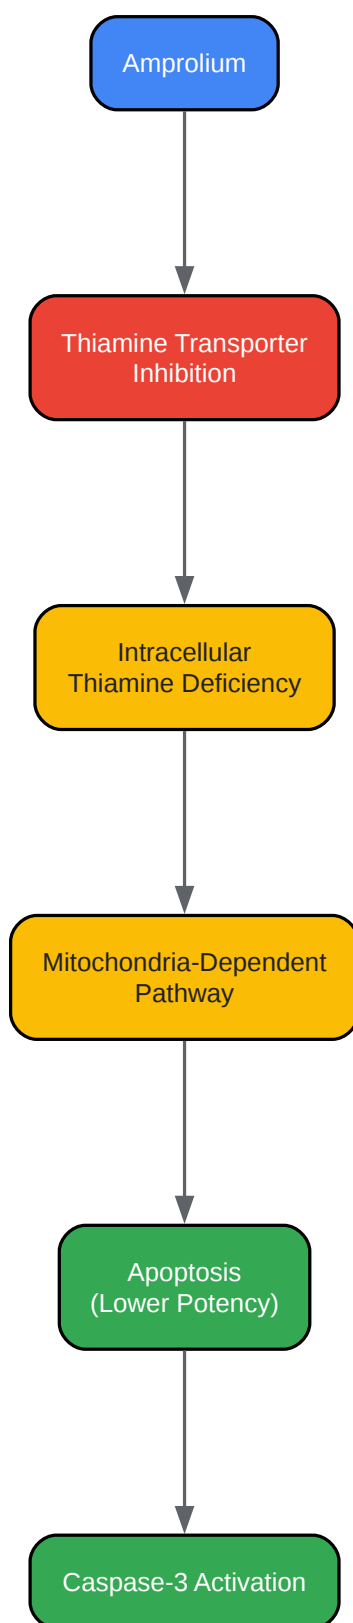 Amprolium
Thiamine Transporter
Inhibition
Intracellular
Thiamine Deficiency
Mitochondria-Dependent
Pathway
Apoptosis
(Lower Potency)
Caspase-3 Activation